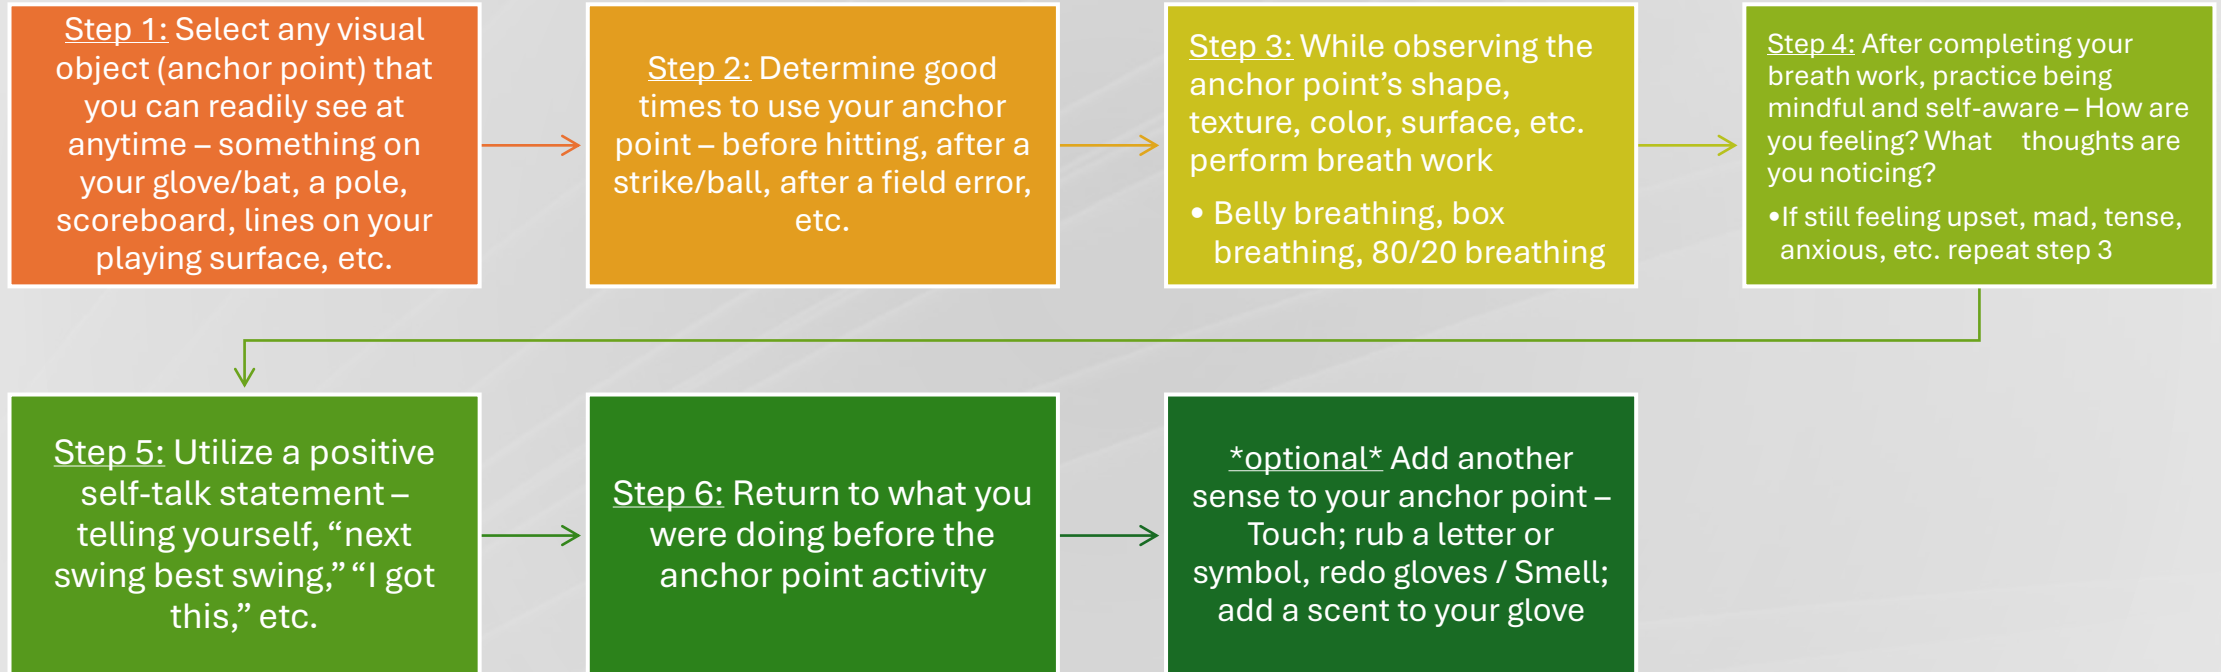 Step 1: Select any visual
object (anchor point) that
you can readily see at
anytime – something on
your glove/bat, a pole,
scoreboard, lines on your
playing surface, etc.
Step 2: Determine good
times to use your anchor
point – before hitting, after a
strike/ball, after a field error,
etc.
Step 3: While observing the
anchor point’s shape,
texture, color, surface, etc.
perform breath work
• Belly breathing, box
breathing, 80/20 breathing
Step 4: After completing your
breath work, practice being
mindful and self-aware – How are
you feeling? What    thoughts are
you noticing?
•If still feeling upset, mad, tense,
anxious, etc. repeat step 3
Step 5: Utilize a positive
self-talk statement –
telling yourself, “next
swing best swing,” “I got
this,” etc.
Step 6: Return to what you
were doing before the
anchor point activity
*optional* Add another
sense to your anchor point –
Touch; rub a letter or
symbol, redo gloves / Smell;
add a scent to your glove